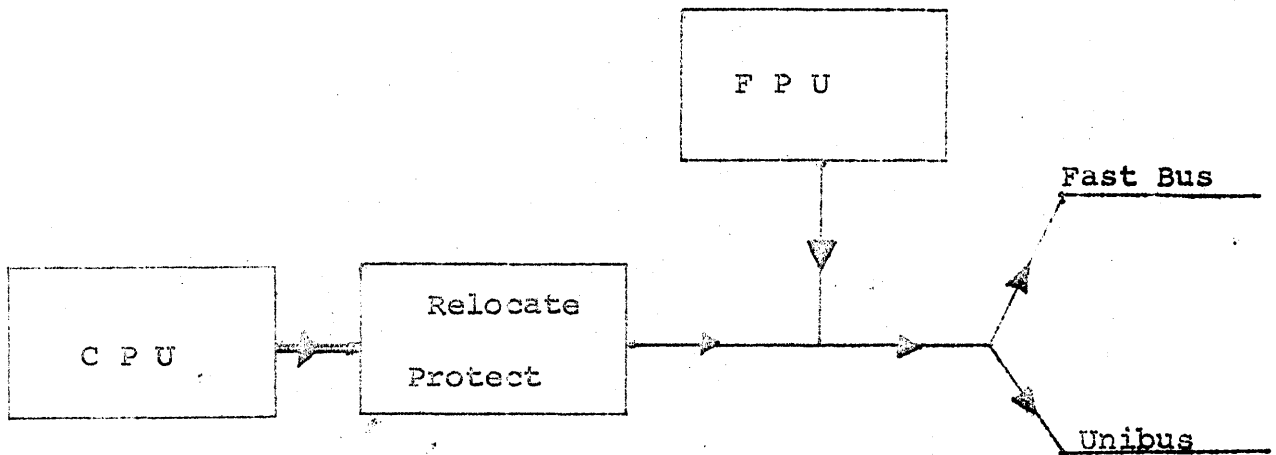 F P U
Fast Bus
C P U
Relocate
Protect
Unibus